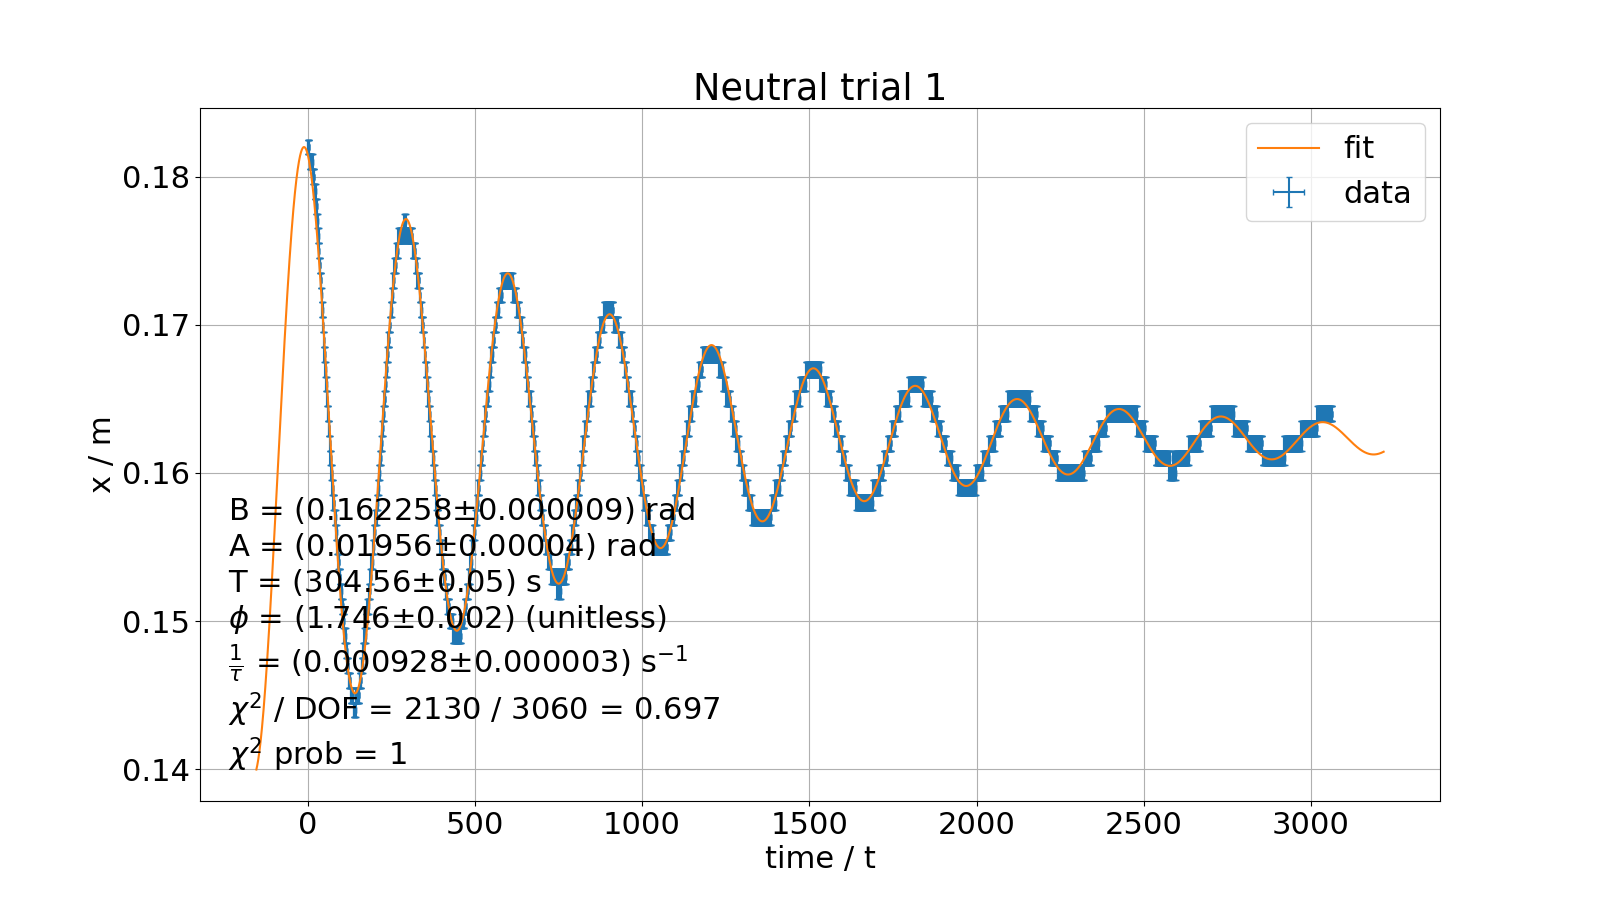 Neutral trial 1
fit
data
0.18
0.17
0.16
0.15
0.14
x / m
B = (0.162258±0.000009) rad
A = (0.01956±0.00004) rad
T = (304.56±0.05) s
ϕ = (1.746±0.002) (unitless)
1/τ = (0.000928±0.000003) s⁻¹
χ² / DOF = 2130 / 3060 = 0.697
χ² prob = 1
0 500 1000 1500 2000 2500 3000
time / t